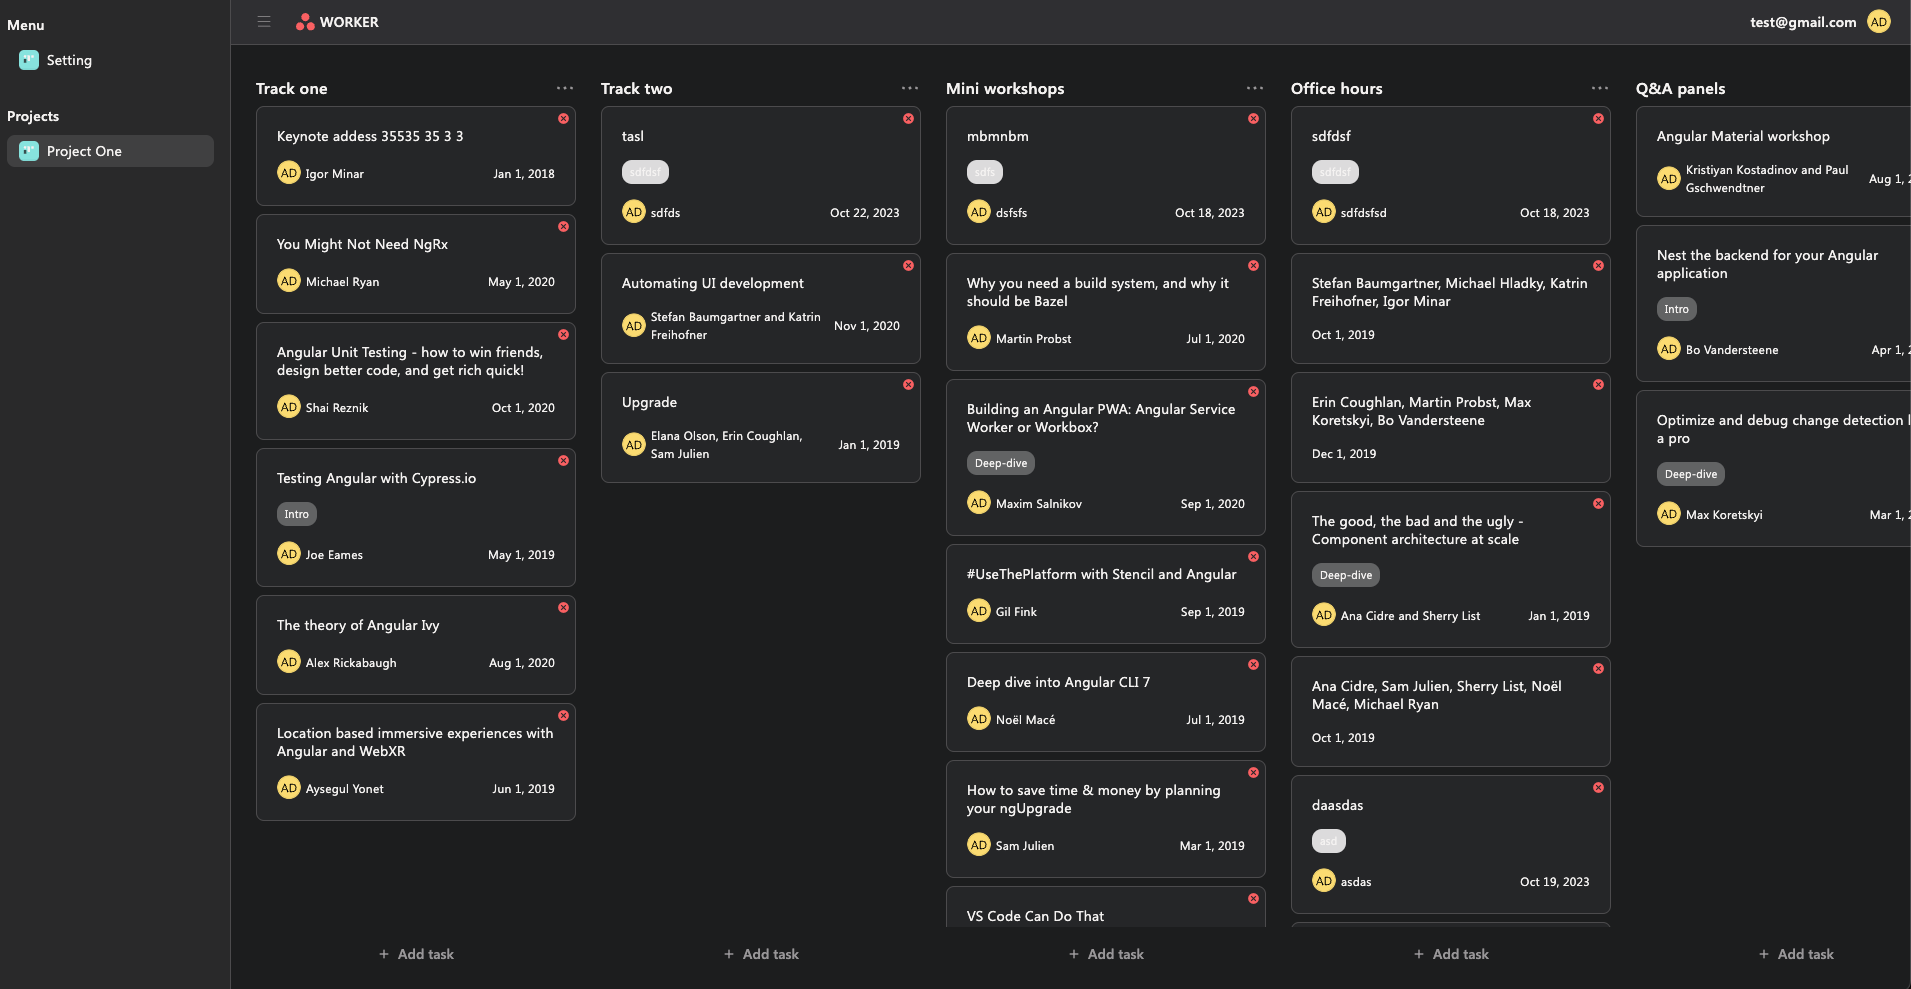 Menu
Setting
Projects
Project One
WORKER
test@gmail.com
AD
Track one
Keynote addess 35535 35 3 3
AD Igor Minar
Jan 1, 2018
You Might Not Need NgRx
AD Michael Ryan
May 1, 2020
Angular Unit Testing - how to win friends,
design better code, and get rich quick!
AD Shai Reznik
Oct 1, 2020
Testing Angular with Cypress.io
Intro
AD Joe Eames
May 1, 2019
The theory of Angular Ivy
AD Alex Rickabaugh
Aug 1, 2020
Location based immersive experiences with
Angular and WebXR
AD Aysegul Yonet
Jun 1, 2019
+ Add task
Track two
tasl
sdfdsf
AD sdfds
Oct 22, 2023
Automating UI development
AD Stefan Baumgartner and Katrin
Freihofner
Nov 1, 2020
Upgrade
AD Elana Olson, Erin Coughlan,
Sam Julien
Jan 1, 2019
+ Add task
Mini workshops
mbmnbm
sdfs
AD dsfsfs
Oct 18, 2023
Why you need a build system, and why it
should be Bazel
AD Martin Probst
Jul 1, 2020
Building an Angular PWA: Angular Service
Worker or Workbox?
Deep-dive
AD Maxim Salnikov
Sep 1, 2020
#UseThePlatform with Stencil and Angular
AD Gil Fink
Sep 1, 2019
Deep dive into Angular CLI 7
AD Noël Macé
Jul 1, 2019
How to save time & money by planning
your ngUpgrade
AD Sam Julien
Mar 1, 2019
VS Code Can Do That
+ Add task
Office hours
sdfdsf
sdfdsf
AD sdfdsfsd
Oct 18, 2023
Stefan Baumgartner, Michael Hladky, Katrin
Freihofner, Igor Minar
Oct 1, 2019
Erin Coughlan, Martin Probst, Max
Koretskyi, Bo Vandersteene
Dec 1, 2019
The good, the bad and the ugly -
Component architecture at scale
Deep-dive
AD Ana Cidre and Sherry List
Jan 1, 2019
Ana Cidre, Sam Julien, Sherry List, Noël
Macé, Michael Ryan
Oct 1, 2019
daasdas
asd
AD asdas
Oct 19, 2023
+ Add task
Q&A panels
Angular Material workshop
AD Kristiyan Kostadinov and Paul
Gschwendtner
Aug 1,
Nest the backend for your Angular
application
Intro
AD Bo Vandersteene
Apr 1,
Optimize and debug change detection
a pro
Deep-dive
AD Max Koretskyi
Mar 1,
+ Add task